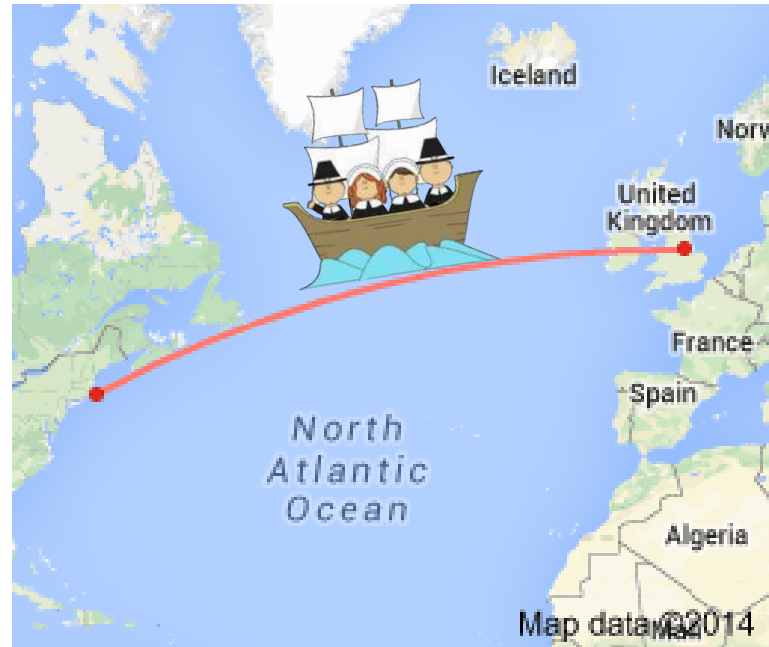 Iceland
Norw
United
Kingdom
France
Spain
North
Atlantic
Ocean
Algeria
Map data ©2014